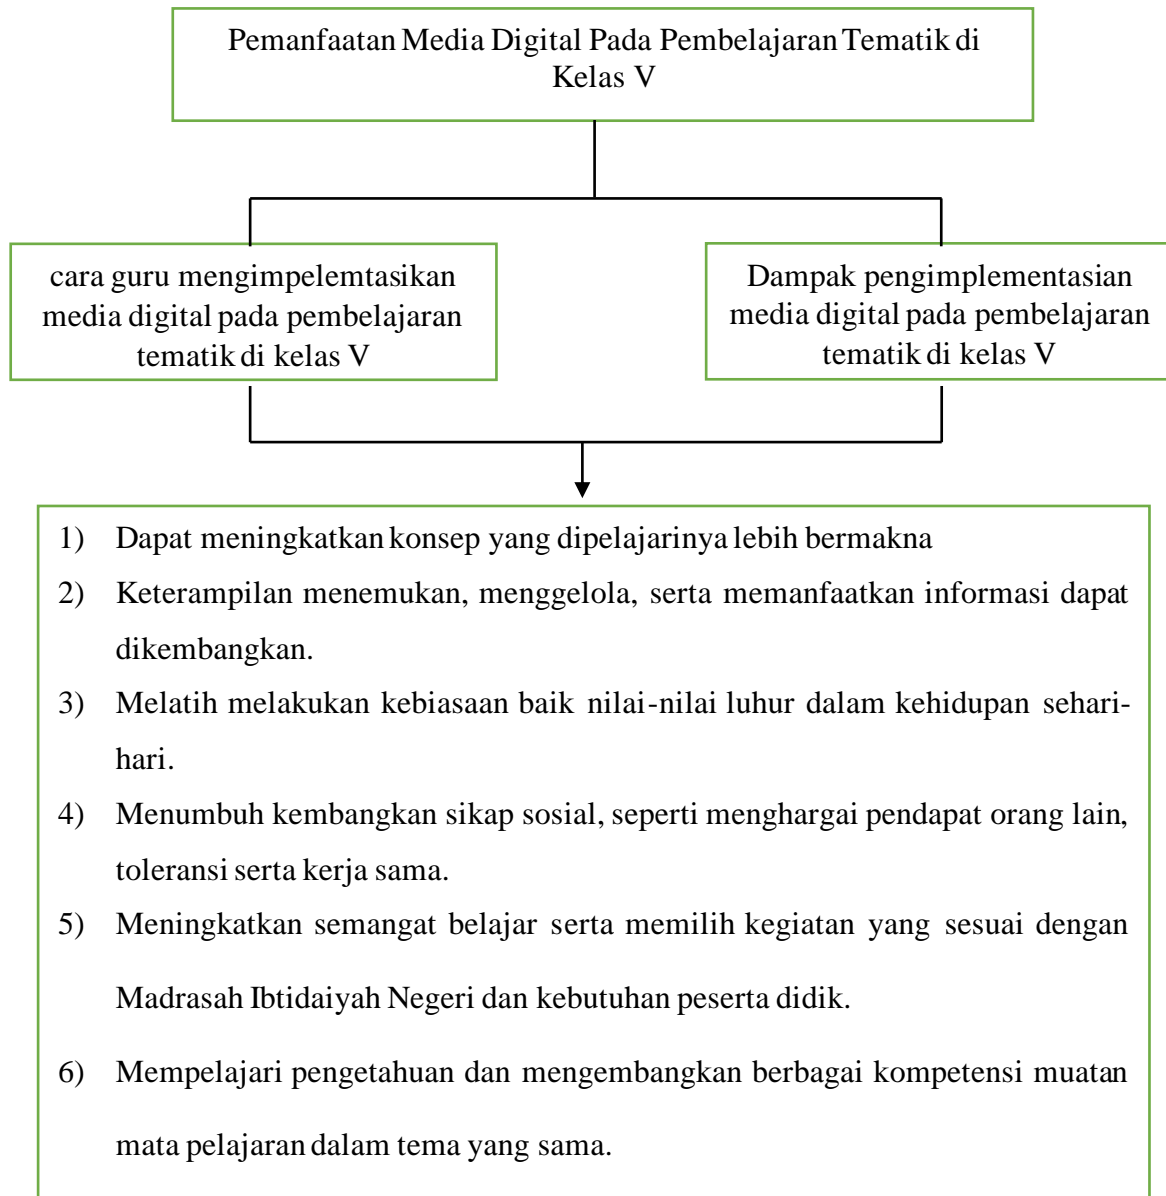 Pemanfaatan Media Digital Pada Pembelajaran Tematik di
Kelas V
cara guru mengimpelemtasikan
media digital pada pembelajaran
tematik di kelas V
Dampak pengimplementasian
media digital pada pembelajaran
tematik di kelas V
1) Dapat meningkatkan konsep yang dipelajarinya lebih bermakna
2) Keterampilan menemukan, menggelola, serta memanfaatkan informasi dapat
dikembangkan.
3) Melatih melakukan kebiasaan baik nilai-nilai luhur dalam kehidupan sehari-
hari.
4) Menumbuh kembangkan sikap sosial, seperti menghargai pendapat orang lain,
toleransi serta kerja sama.
5) Meningkatkan semangat belajar serta memilih kegiatan yang sesuai dengan
Madrasah Ibtidaiyah Negeri dan kebutuhan peserta didik.
6) Mempelajari pengetahuan dan mengembangkan berbagai kompetensi muatan
mata pelajaran dalam tema yang sama.